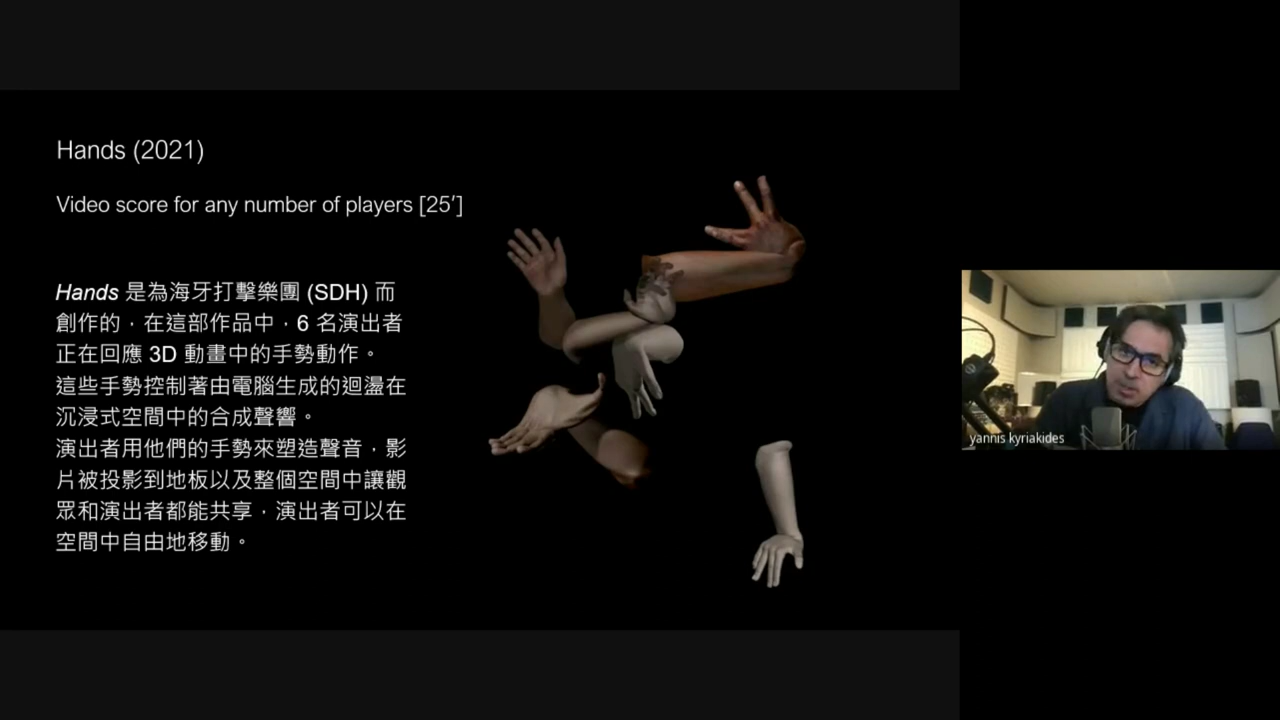 Hands (2021)
Video score for any number of players [25′]
Hands 是為海牙打擊樂團 (SDH) 而
創作的，在這部作品中，6 名演出者
正在回應 3D 動畫中的手勢動作。
這些手勢控制著由電腦生成的迴盪在
沉浸式空間中的合成聲響。
演出者用他們的手勢來塑造聲音，影
片被投影到地板以及整個空間中讓觀
眾和演出者都能共享，演出者可以在
空間中自由地移動。
yannis kyriakides